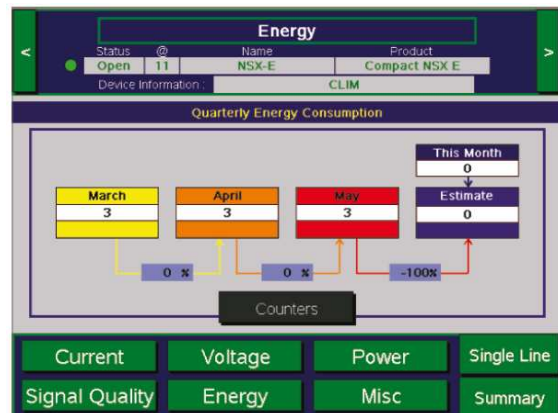 Energy
< Status @ Name Product >
Open 11 NSX-E Compact NSX E
Device Information : CLIM
Quarterly Energy Consumption
This Month
0
March April May Estimate
3 3 3 0
0 % 0 % -100%
Counters
Current Voltage Power Single Line
Signal Quality Energy Misc Summary